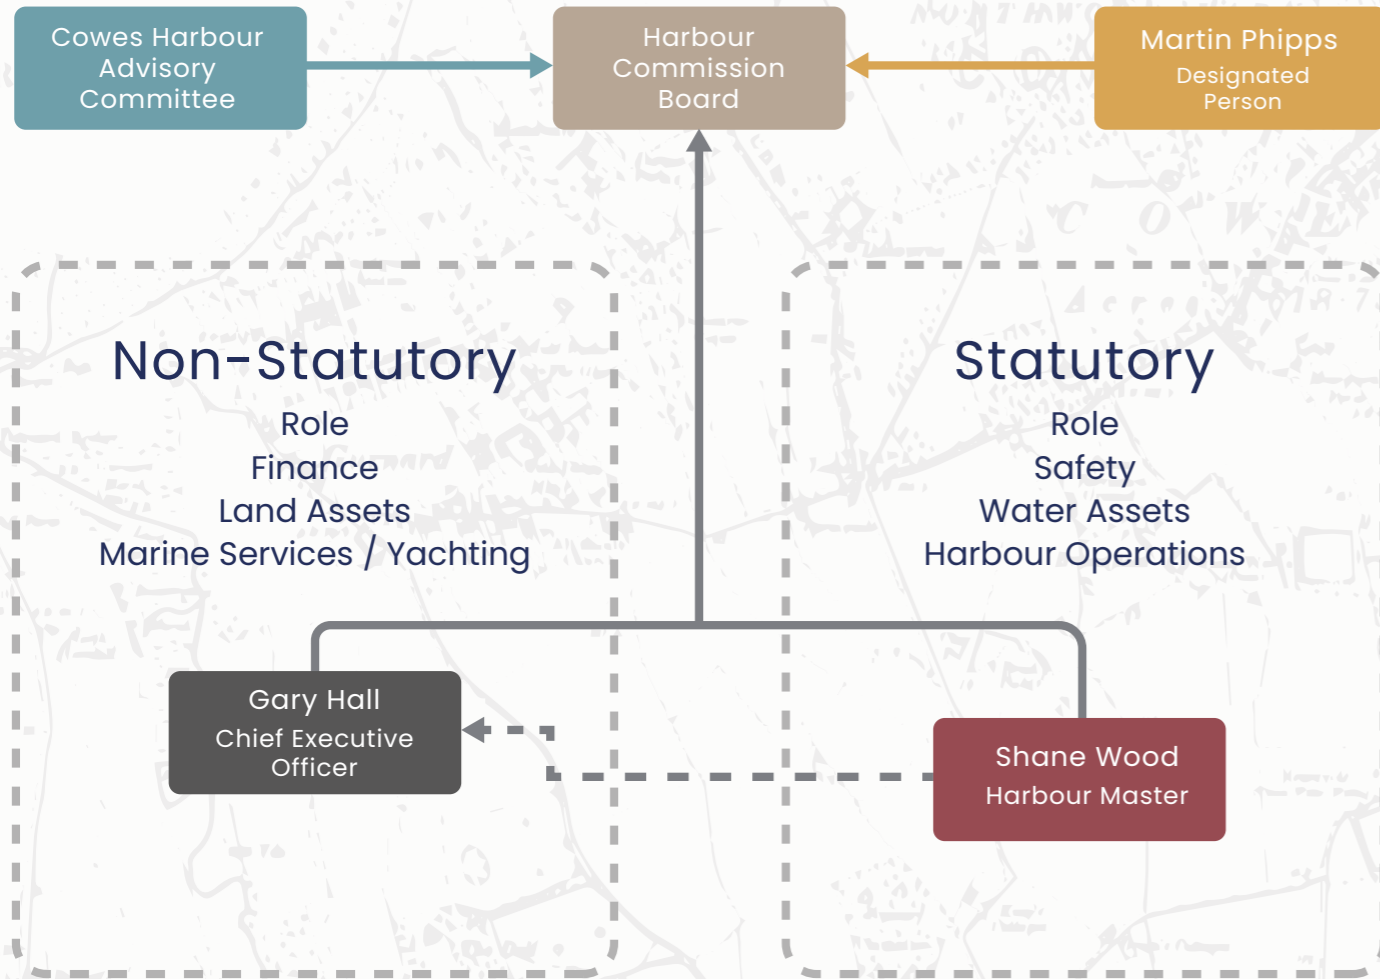 Cowes Harbour
Advisory
Committee
Harbour
Commission
Board
Martin Phipps
Designated
Person
Non-Statutory
Role
Finance
Land Assets
Marine Services / Yachting
Statutory
Role
Safety
Water Assets
Harbour Operations
Gary Hall
Chief Executive
Officer
Shane Wood
Harbour Master